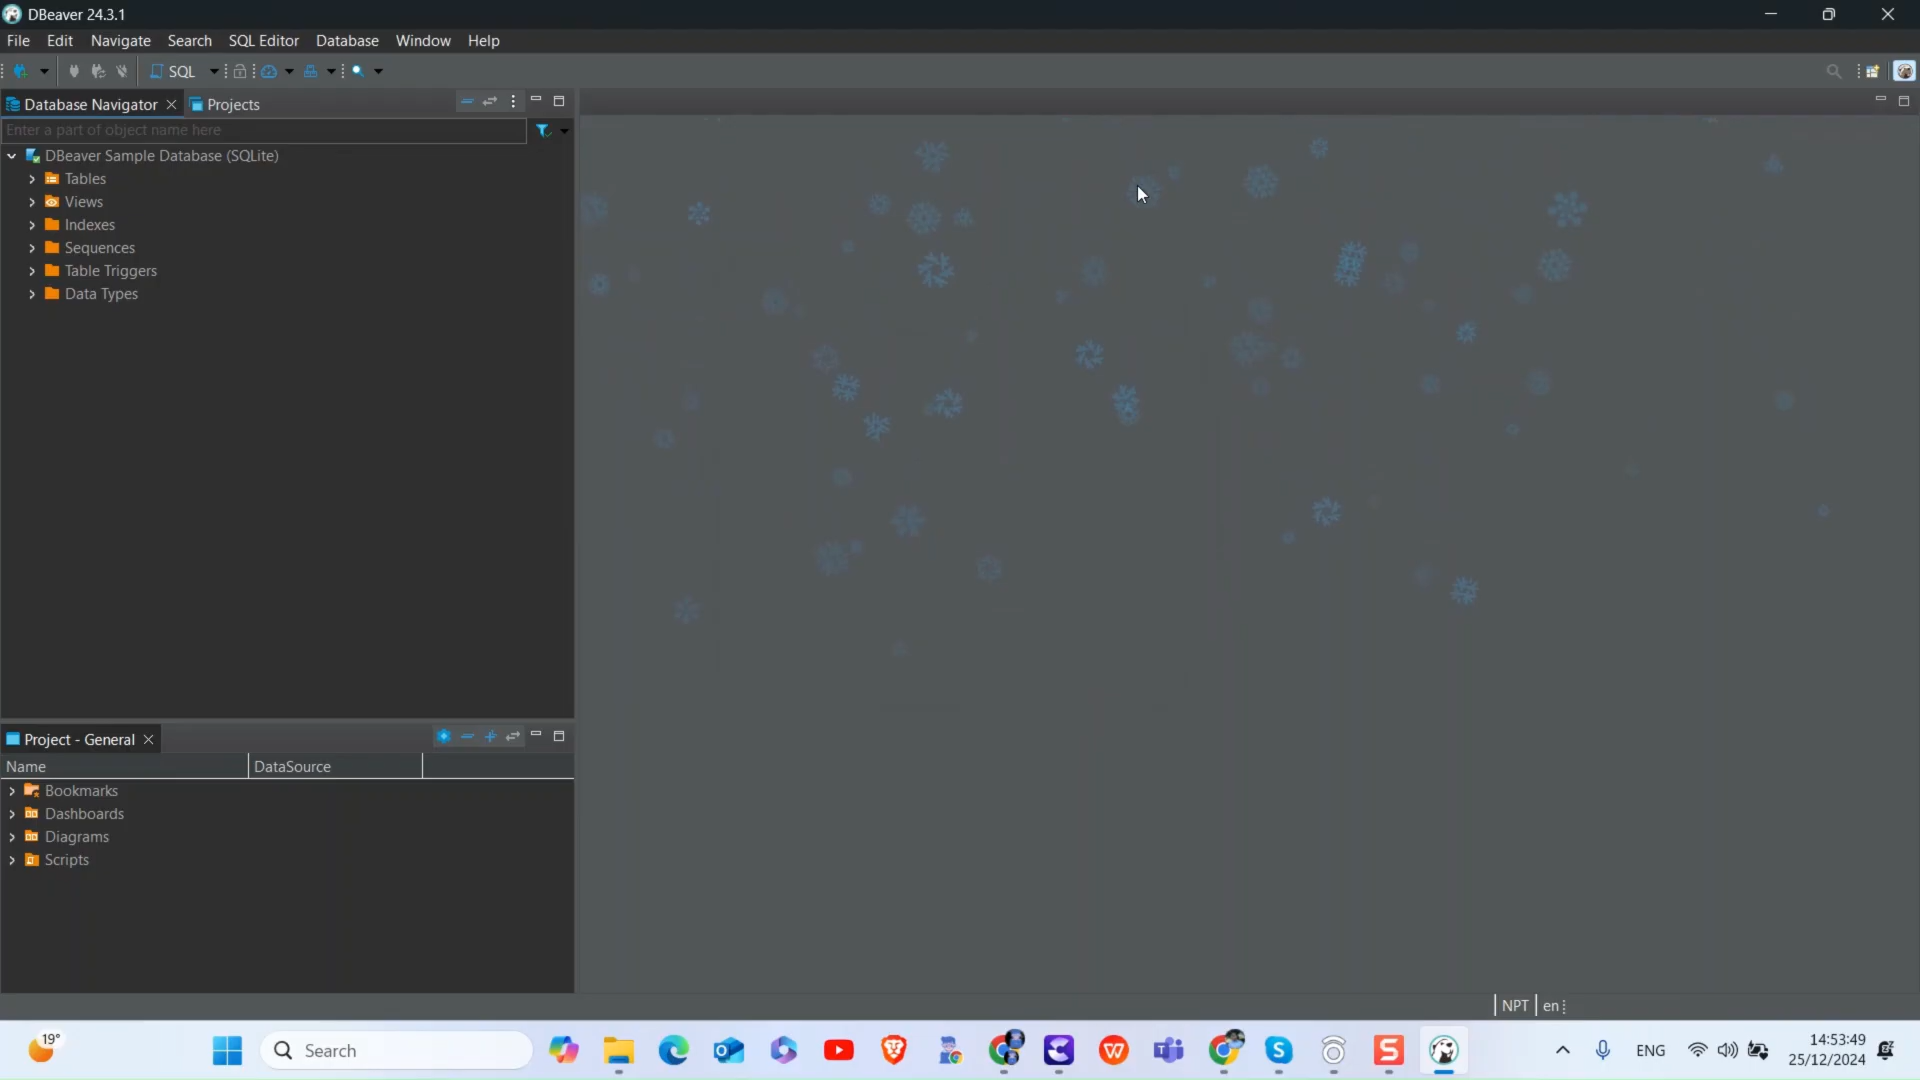 DBeaver 24.3.1
File Edit Navigate Search SQL Editor Database Window Help
SQL
Database Navigator Projects
Enter a part of object name here
DBeaver Sample Database (SQLite)
Tables
Views
Indexes
Sequences
Table Triggers
Data Types
Project - General
Name DataSource
Bookmarks
Dashboards
Diagrams
Scripts
NPT en
19°
Search
ENG
14:53:49
25/12/2024